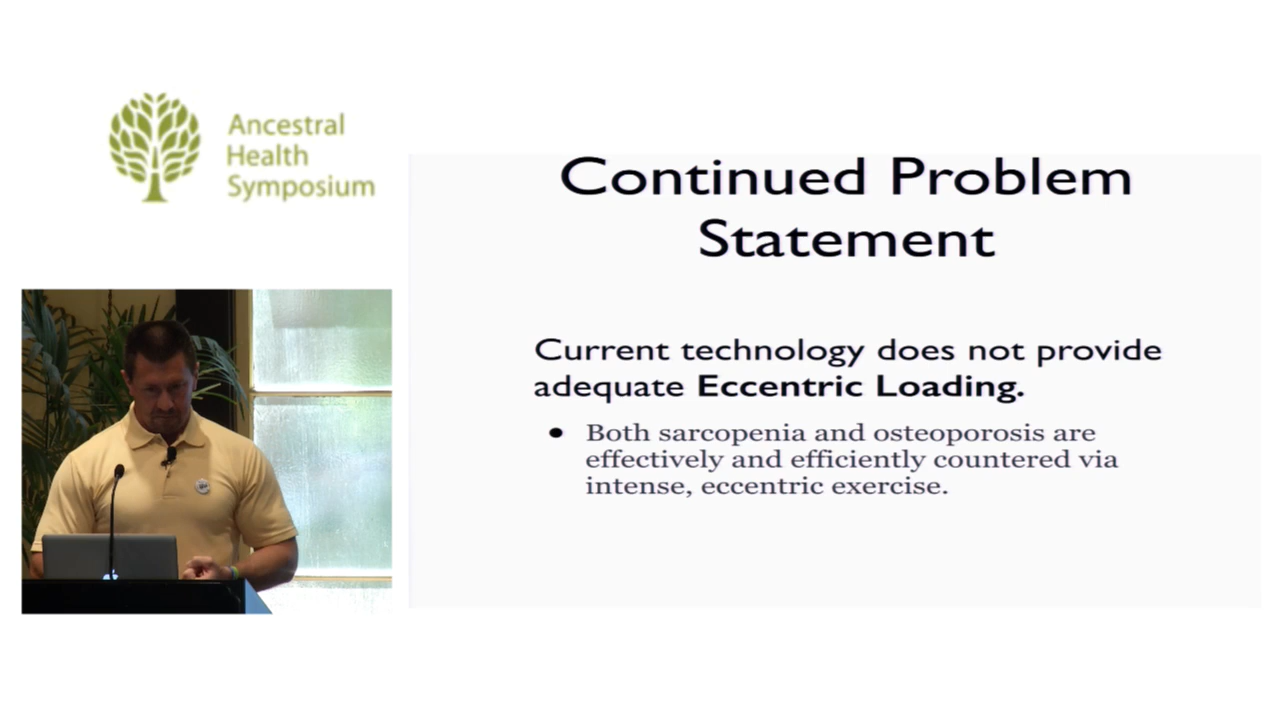 Ancestral
Health
Symposium
Continued Problem
Statement
Current technology does not provide
adequate Eccentric Loading.
• Both sarcopenia and osteoporosis are
effectively and efficiently countered via
intense, eccentric exercise.